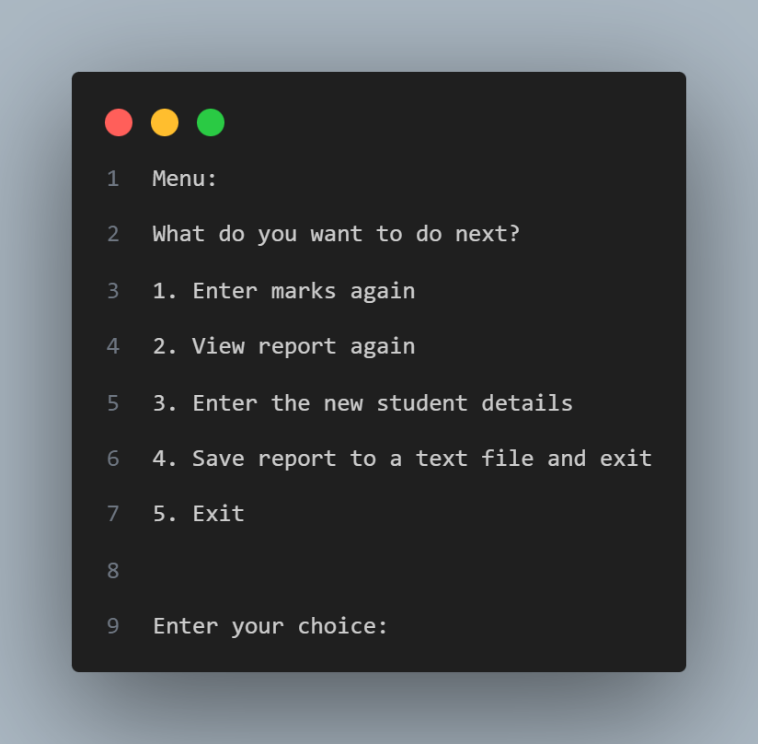 1 Menu:
2 What do you want to do next?
3 1. Enter marks again
4 2. View report again
5 3. Enter the new student details
6 4. Save report to a text file and exit
7 5. Exit
8
9 Enter your choice: